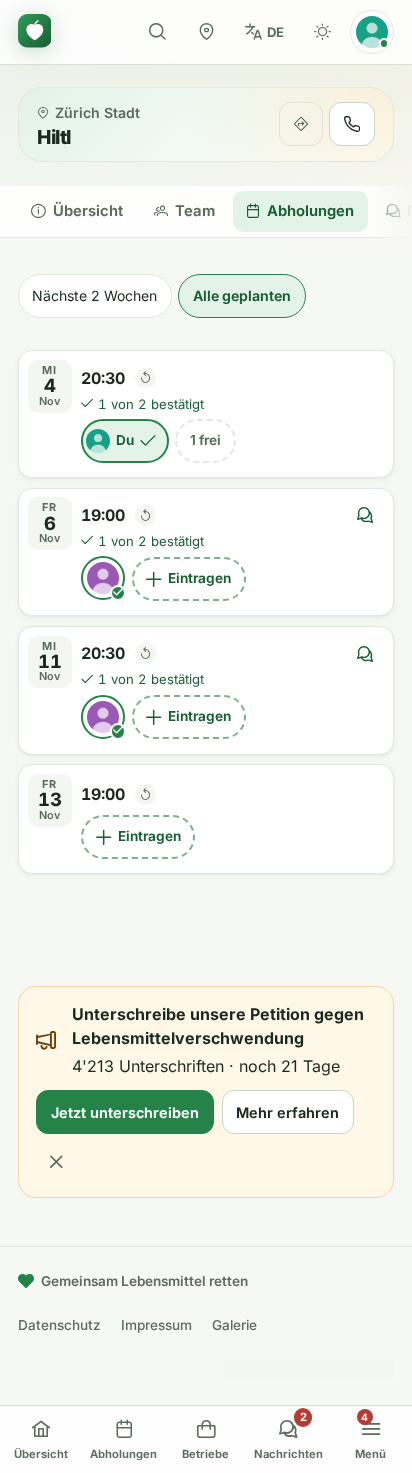 DE
Zürich Stadt
Hiltl
Übersicht
Team
Abholungen
Nächste 2 Wochen
Alle geplanten
MI
4
Nov
20:30
1 von 2 bestätigt
Du
1 frei
FR
6
Nov
19:00
1 von 2 bestätigt
Eintragen
MI
11
Nov
20:30
1 von 2 bestätigt
Eintragen
FR
13
Nov
19:00
Eintragen
Unterschreibe unsere Petition gegen
Lebensmittelverschwendung
4'213 Unterschriften · noch 21 Tage
Jetzt unterschreiben
Mehr erfahren
Gemeinsam Lebensmittel retten
Datenschutz
Impressum
Galerie
2
4
Übersicht
Abholungen
Betriebe
Nachrichten
Menü